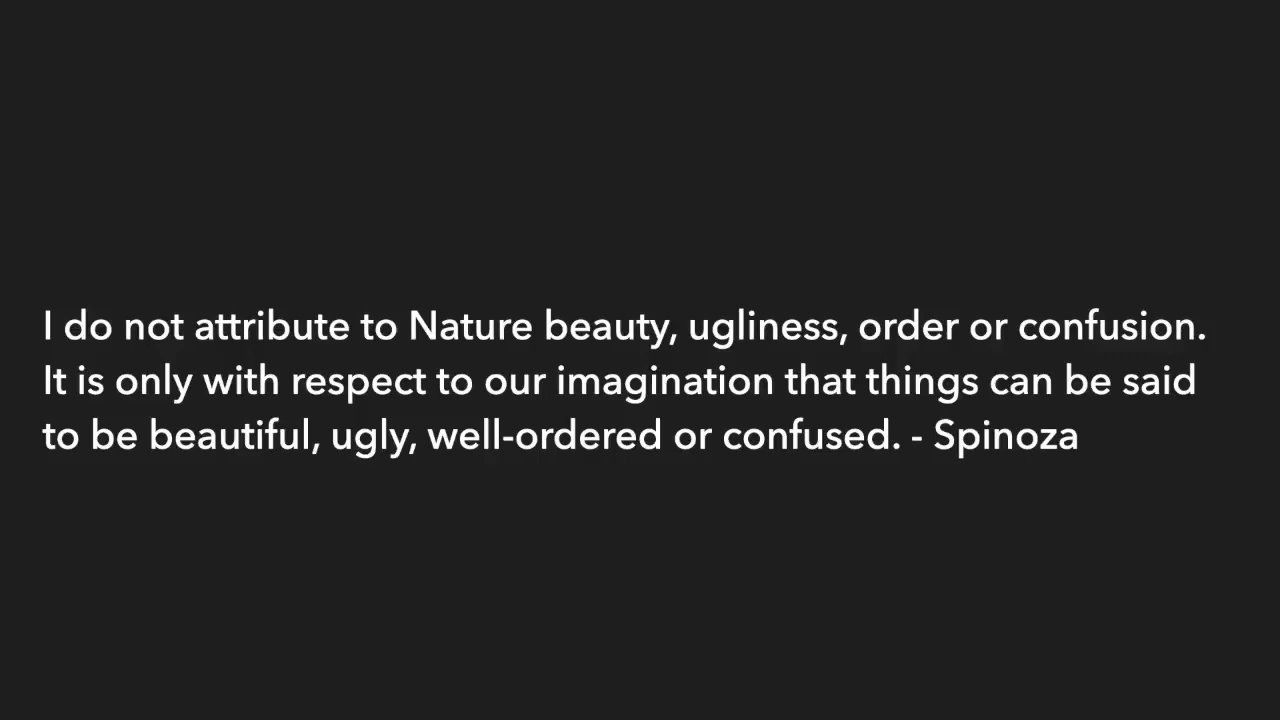 I do not attribute to Nature beauty, ugliness, order or confusion.
It is only with respect to our imagination that things can be said
to be beautiful, ugly, well-ordered or confused. - Spinoza